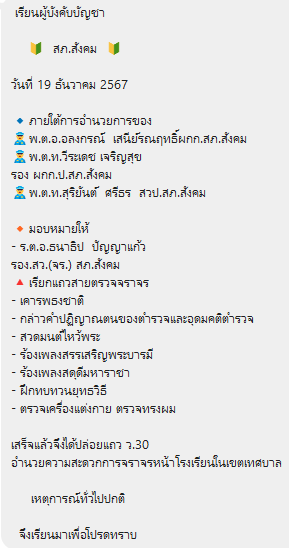 เรียนผู้บังคับบัญชา
🔰 สภ.สังคม 🔰
วันที่ 19 ธันวาคม 2567
🔹ภายใต้การอำนวยการของ
👮พ.ต.อ.อลงกรณ์ เสนีย์รณฤทธิ์ผกก.สภ.สังคม
👮พ.ต.ท.วีระเดช เจริญสุข
รอง ผกก.ป.สภ.สังคม
👮พ.ต.ท.สุริยันต์ ศรีธร สวป.สภ.สังคม
🔸มอบหมายให้
- ร.ต.อ.ธนาธิป ปัญญาแก้ว
รอง.สว.(จร.) สภ.สังคม
🔺เรียกแถวสายตรวจจราจร
- เคารพธงชาติ
- กล่าวคำปฏิญาณตนของตำรวจและอุดมคติตำรวจ
- สวดมนต์ไหว้พระ
- ร้องเพลงสรรเสริญพระบารมี
- ร้องเพลงสดุดีมหาราชา
- ฝึกทบทวนยุทธวิธี
- ตรวจเครื่องแต่งกาย ตรวจทรงผม
เสร็จแล้วจึงได้ปล่อยแถว ว.30
อำนวยความสะดวกการจราจรหน้าโรงเรียนในเขตเทศบาล
เหตุการณ์ทั่วไปปกติ
จึงเรียนมาเพื่อโปรดทราบ